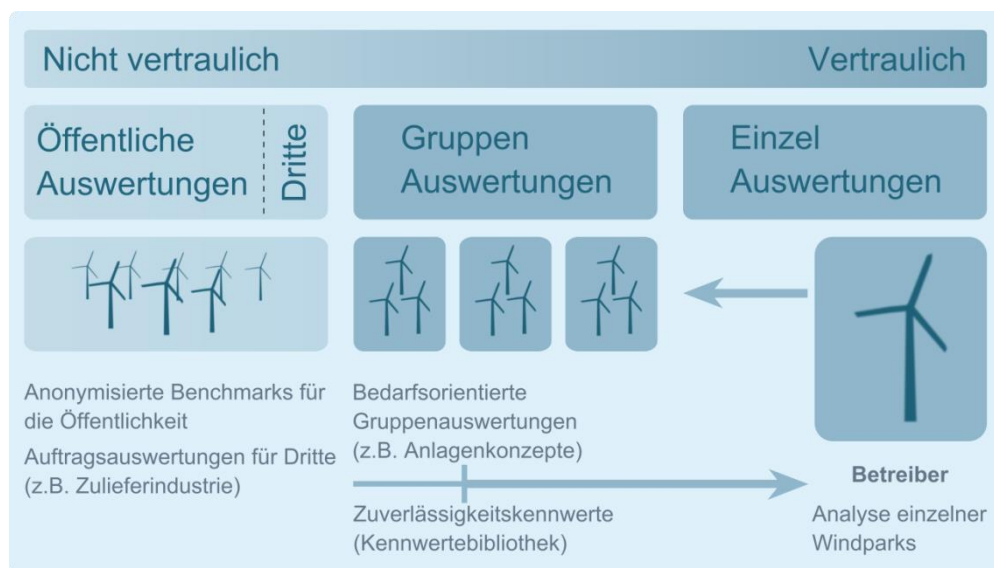 Nicht vertraulich
Vertraulich
Öffentliche
Auswertungen
Dritte
Gruppen
Auswertungen
Einzel
Auswertungen
Anonymisierte Benchmarks für
die Öffentlichkeit
Auftragsauswertungen für Dritte
(z.B. Zulieferindustrie)
Bedarfsorientierte
Gruppenauswertungen
(z.B. Anlagenkonzepte)
Zuverlässigkeitskennwerte
(Kennwertebibliothek)
Betreiber
Analyse einzelner
Windparks